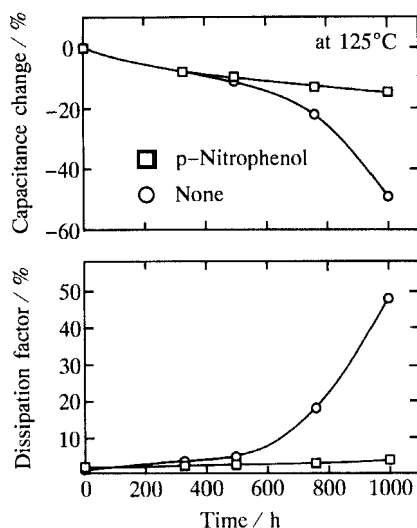 at 125°C
Capacitance change / %
0
-20
-40
-60
p-Nitrophenol
None
Dissipation factor / %
50
40
30
20
10
0 200 400 600 800 1000
Time / h